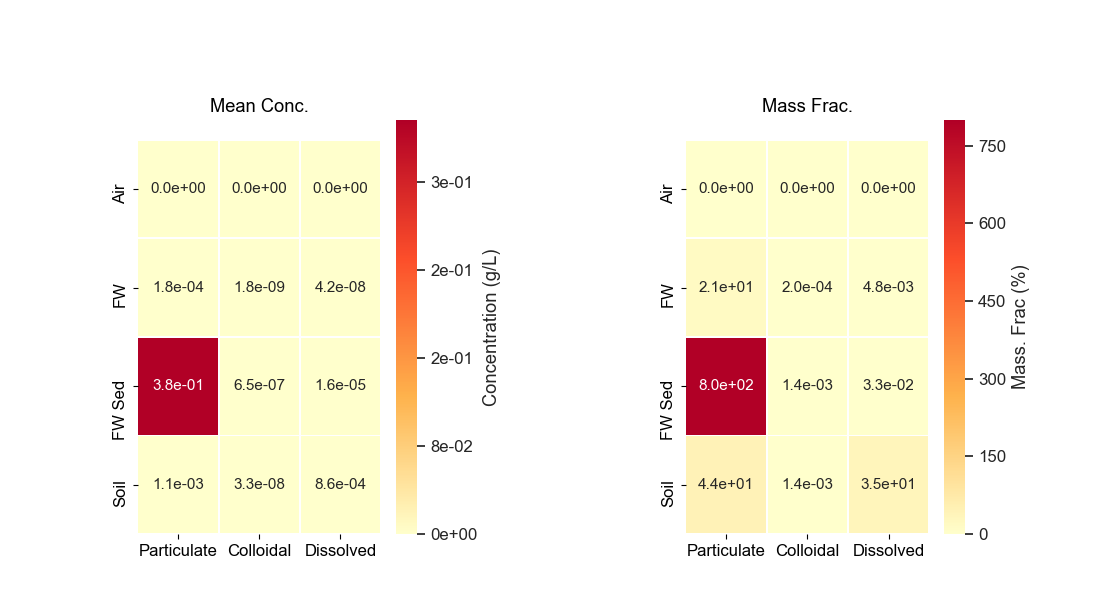 Mean Conc.
Mass Frac.
Air
0.0e+00 0.0e+00 0.0e+00
FW
1.8e-04 1.8e-09 4.2e-08
FW Sed
3.8e-01 6.5e-07 1.6e-05
Soil
1.1e-03 3.3e-08 8.6e-04
Particulate Colloidal Dissolved
3e-01
2e-01
2e-01
8e-02
0e+00
Concentration (g/L)
Air
0.0e+00 0.0e+00 0.0e+00
FW
2.1e+01 2.0e-04 4.8e-03
FW Sed
8.0e+02 1.4e-03 3.3e-02
Soil
4.4e+01 1.4e-03 3.5e+01
Particulate Colloidal Dissolved
750
600
450
300
150
0
Mass. Frac (%)